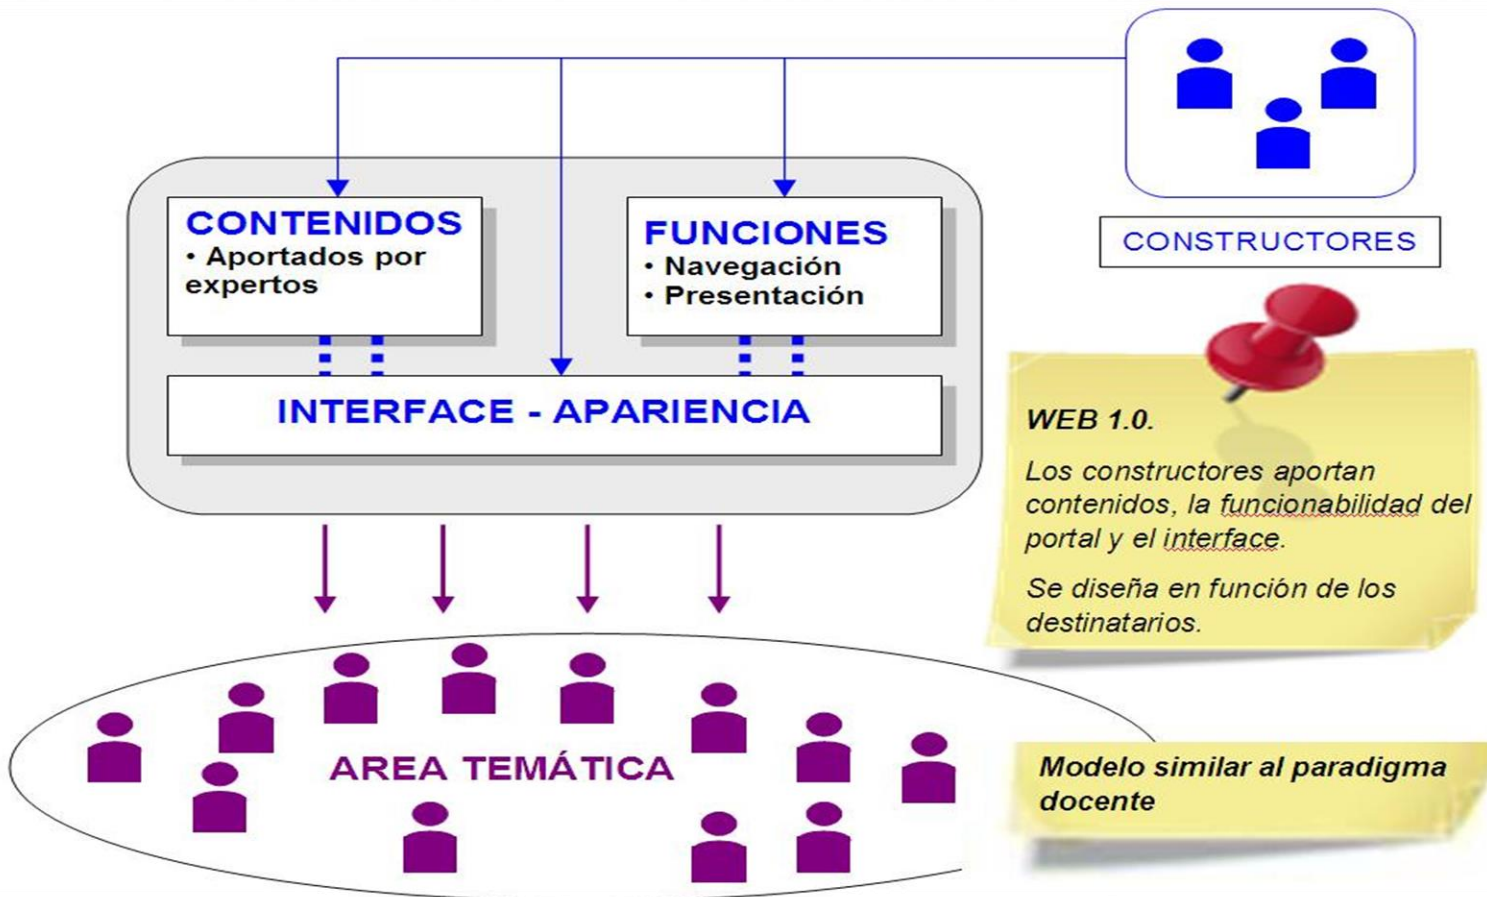 CONTENIDOS
• Aportados por
expertos
FUNCIONES
• Navegación
• Presentación
INTERFACE - APARIENCIA
CONSTRUCTORES
WEB 1.0.
Los constructores aportan
contenidos, la funcionabilidad del
portal y el interface.
Se diseña en función de los
destinatarios.
AREA TEMÁTICA
Modelo similar al paradigma
docente